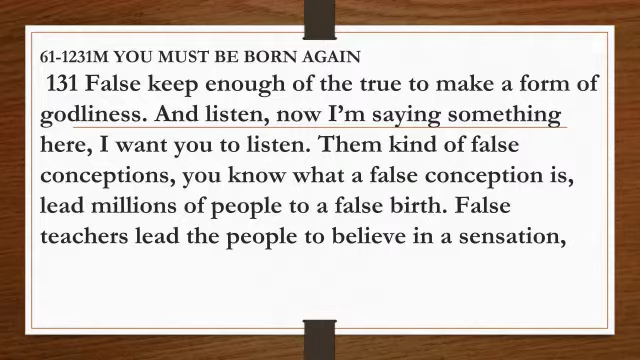 61-1231M YOU MUST BE BORN AGAIN
131 False keep enough of the true to make a form of
godliness. And listen, now I'm saying something
here, I want you to listen. Them kind of false
conceptions, you know what a false conception is,
lead millions of people to a false birth. False
teachers lead the people to believe in a sensation,